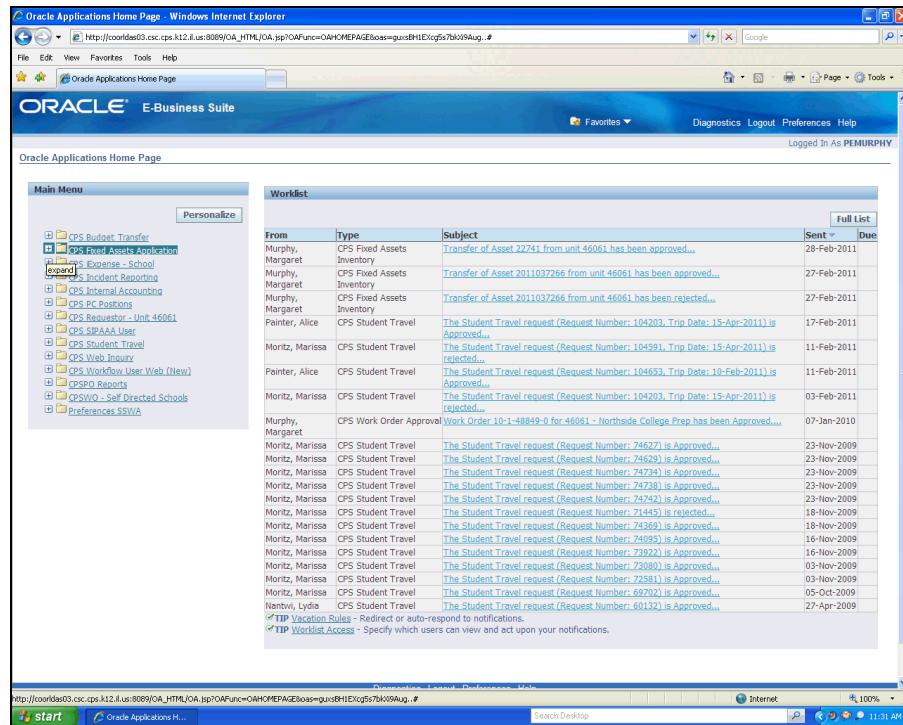 Oracle Applications Home Page - Windows Internet Explorer
http://coorldas03.csc.cps.k12.il.us:8089/OA_HTML/OA.jsp?OAFunc=OAHOMEPAGE&oas=guxsBH1EXcg5s7bkXi9Aug..#
Google
File Edit View Favorites Tools Help
Oracle Applications Home Page
Page Tools
ORACLE E-Business Suite
Favorites
Diagnostics Logout Preferences Help
Logged In As PEMURPHY
Oracle Applications Home Page
Main Menu
Personalize
CPS Budget Transfer
CPS Fixed Assets Application
CPS iExpense - School
expand
CPS Incident Reporting
CPS Internal Accounting
CPS PC Positions
CPS Requestor - Unit 46061
CPS SIPAAA User
CPS Student Travel
CPS Web Inquiry
CPS Workflow User Web (New)
CPSPO Reports
CPSWO - Self Directed Schools
Preferences SSWA
Worklist
Full List
From Type Subject Sent Due
Murphy, Margaret CPS Fixed Assets Inventory Transfer of Asset 22741 from unit 46061 has been approved... 28-Feb-2011
Murphy, Margaret CPS Fixed Assets Inventory Transfer of Asset 2011037266 from unit 46061 has been approved... 27-Feb-2011
Murphy, Margaret CPS Fixed Assets Inventory Transfer of Asset 2011037266 from unit 46061 has been rejected... 27-Feb-2011
Painter, Alice CPS Student Travel The Student Travel request (Request Number: 104203, Trip Date: 15-Apr-2011) is Approved... 17-Feb-2011
Moritz, Marissa CPS Student Travel The Student Travel request (Request Number: 104591, Trip Date: 15-Apr-2011) is rejected... 11-Feb-2011
Painter, Alice CPS Student Travel The Student Travel request (Request Number: 104653, Trip Date: 10-Feb-2011) is Approved... 11-Feb-2011
Moritz, Marissa CPS Student Travel The Student Travel request (Request Number: 104203, Trip Date: 15-Apr-2011) is rejected... 03-Feb-2011
Murphy, Margaret CPS Work Order Approval Work Order 10-1-48849-0 for 46061 - Northside College Prep has been Approved.... 07-Jan-2010
Moritz, Marissa CPS Student Travel The Student Travel request (Request Number: 74627) is Approved... 23-Nov-2009
Moritz, Marissa CPS Student Travel The Student Travel request (Request Number: 74629) is Approved... 23-Nov-2009
Moritz, Marissa CPS Student Travel The Student Travel request (Request Number: 74734) is Approved... 23-Nov-2009
Moritz, Marissa CPS Student Travel The Student Travel request (Request Number: 74738) is Approved... 23-Nov-2009
Moritz, Marissa CPS Student Travel The Student Travel request (Request Number: 74742) is Approved... 23-Nov-2009
Moritz, Marissa CPS Student Travel The Student Travel request (Request Number: 71445) is rejected... 18-Nov-2009
Moritz, Marissa CPS Student Travel The Student Travel request (Request Number: 74369) is Approved... 18-Nov-2009
Moritz, Marissa CPS Student Travel The Student Travel request (Request Number: 74095) is Approved... 16-Nov-2009
Moritz, Marissa CPS Student Travel The Student Travel request (Request Number: 73922) is Approved... 16-Nov-2009
Moritz, Marissa CPS Student Travel The Student Travel request (Request Number: 73080) is Approved... 03-Nov-2009
Moritz, Marissa CPS Student Travel The Student Travel request (Request Number: 72581) is Approved... 03-Nov-2009
Moritz, Marissa CPS Student Travel The Student Travel request (Request Number: 69702) is Approved... 05-Oct-2009
Nantwi, Lydia CPS Student Travel The Student Travel request (Request Number: 60132) is Approved... 27-Apr-2009
TIP Vacation Rules - Redirect or auto-respond to notifications.
TIP Worklist Access - Specify which users can view and act upon your notifications.
Diagnostics Logout Preferences Help
http://coorldas03.csc.cps.k12.il.us:8089/OA_HTML/OA.jsp?OAFunc=OAHOMEPAGE&oas=guxsBH1EXcg5s7bkXi9Aug..#
Internet
100%
start
Oracle Applications H...
Search Desktop
11:31 AM